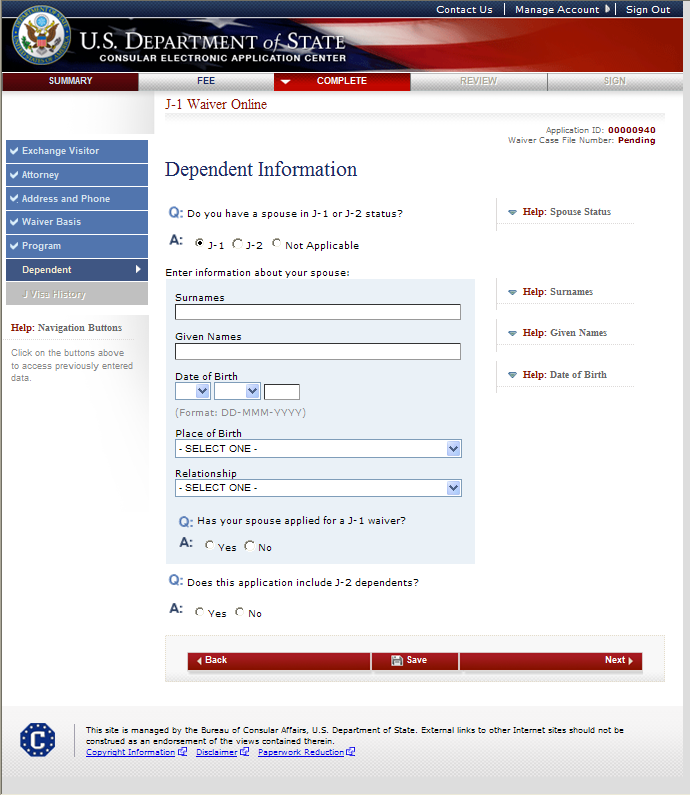 Contact Us | Manage Account | Sign Out
U.S. DEPARTMENT of STATE
CONSULAR ELECTRONIC APPLICATION CENTER
SUMMARY FEE COMPLETE REVIEW SIGN
J-1 Waiver Online
Application ID: 00000940
Waiver Case File Number: Pending
Exchange Visitor
Attorney
Address and Phone
Waiver Basis
Program
Dependent
J Visa History
Help: Navigation Buttons
Click on the buttons above
to access previously entered
data.
Dependent Information
Q: Do you have a spouse in J-1 or J-2 status?
Help: Spouse Status
A: J-1 J-2 Not Applicable
Enter information about your spouse:
Surnames
Help: Surnames
Given Names
Help: Given Names
Date of Birth
Help: Date of Birth
(Format: DD-MMM-YYYY)
Place of Birth
- SELECT ONE -
Relationship
- SELECT ONE -
Q: Has your spouse applied for a J-1 waiver?
A: Yes No
Q: Does this application include J-2 dependents?
A: Yes No
Back Save Next
C
This site is managed by the Bureau of Consular Affairs, U.S. Department of State. External links to other Internet sites should not be
construed as an endorsement of the views contained therein.
Copyright Information Disclaimer Paperwork Reduction